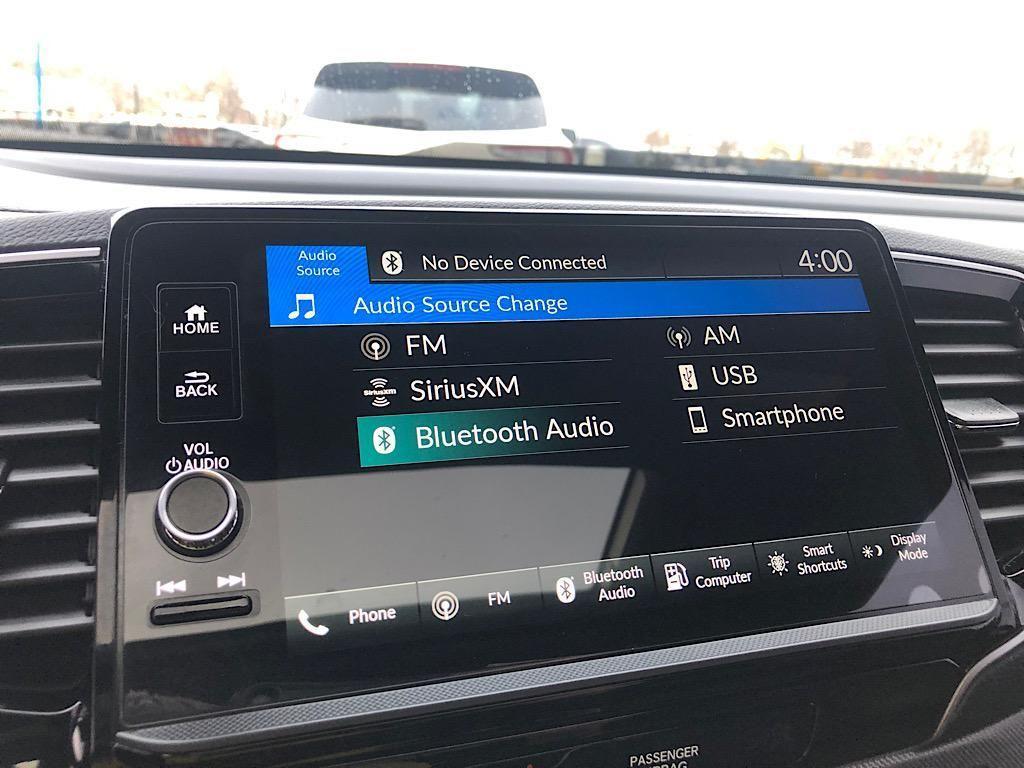 Audio
Source
No Device Connected
4:00
Audio Source Change
HOME
BACK
FM
AM
SiriusXM
SiriusXM
USB
Bluetooth Audio
Smartphone
VOL
AUDIO
Phone
FM
Bluetooth
Audio
Trip
Computer
Smart
Shortcuts
Display
Mode
PASSENGER